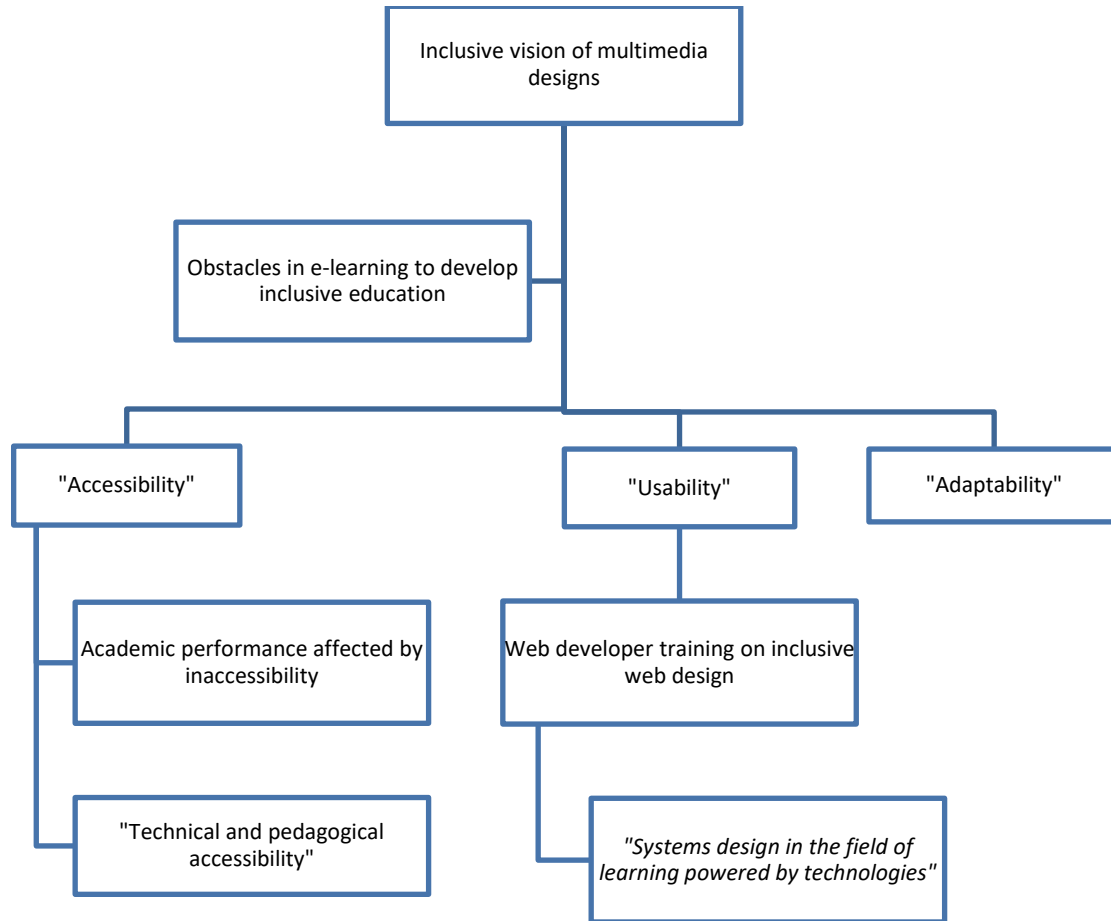 Inclusive vision of multimedia
designs
Obstacles in e-learning to develop
inclusive education
"Accessibility"
"Usability"
"Adaptability"
Academic performance affected by
inaccessibility
Web developer training on inclusive
web design
"Technical and pedagogical
accessibility"
"Systems design in the field of
learning powered by technologies"